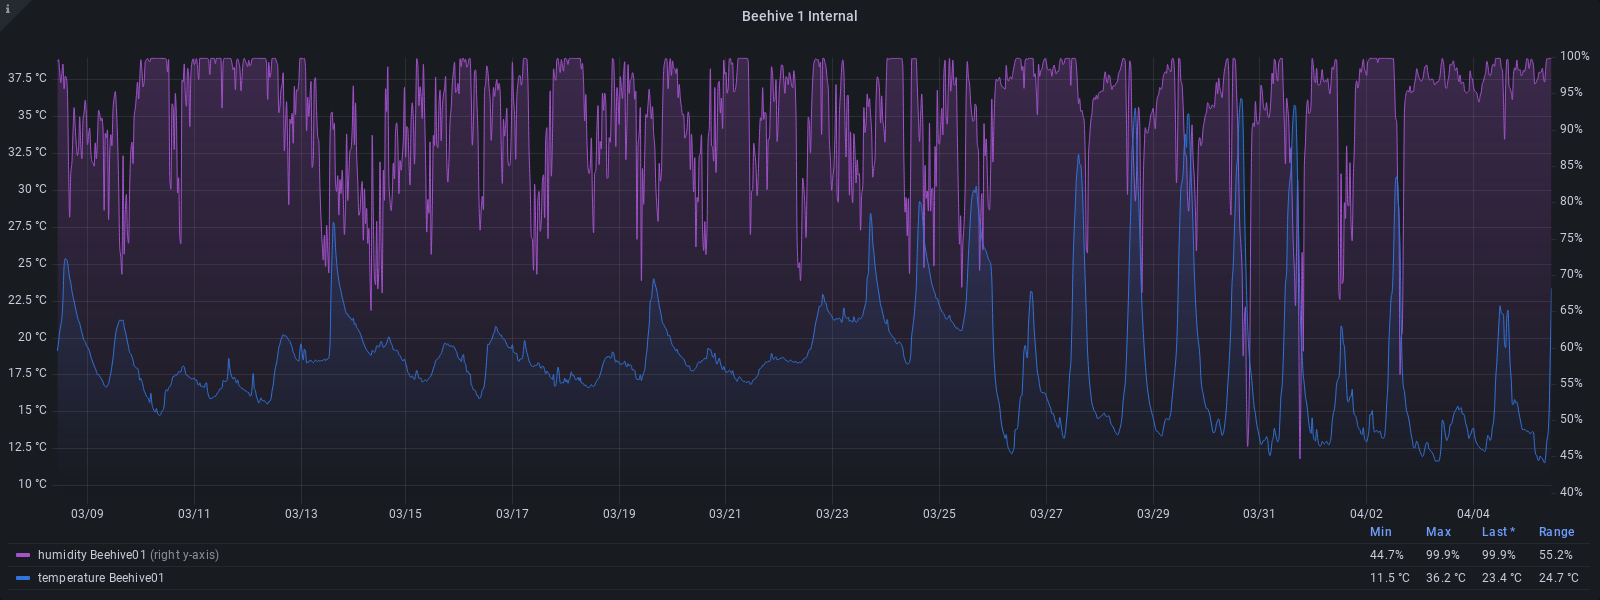 i
Beehive 1 Internal
37.5 °C
35 °C
32.5 °C
30 °C
27.5 °C
25 °C
22.5 °C
20 °C
17.5 °C
15 °C
12.5 °C
10 °C
100%
95%
90%
85%
80%
75%
70%
65%
60%
55%
50%
45%
40%
03/09 03/11 03/13 03/15 03/17 03/19 03/21 03/23 03/25 03/27 03/29 03/31 04/02 04/04
Min Max Last * Range
humidity Beehive01 (right y-axis) 44.7% 99.9% 99.9% 55.2%
temperature Beehive01 11.5 °C 36.2 °C 23.4 °C 24.7 °C